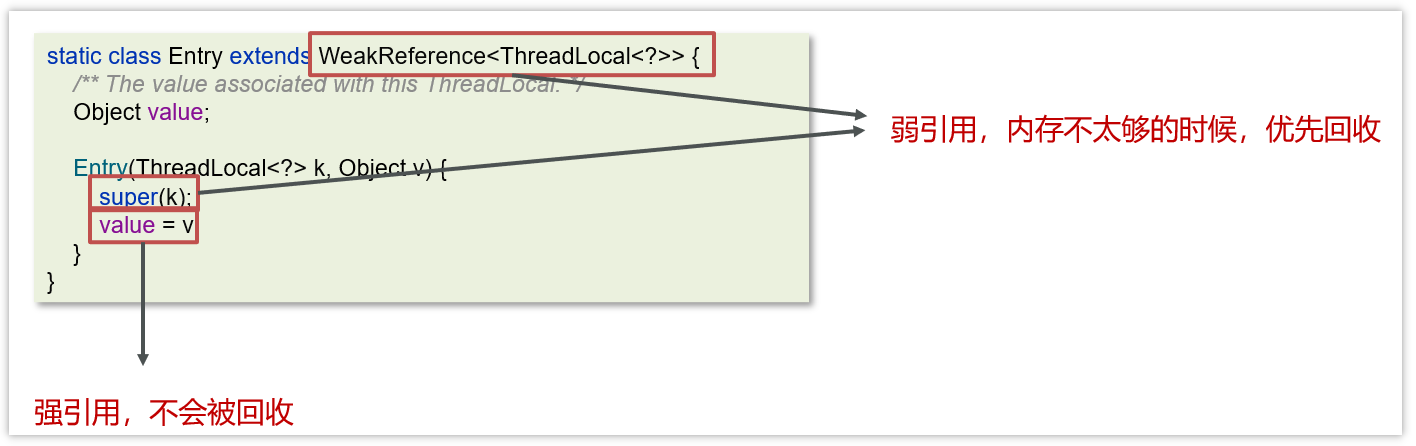 static class Entry extends WeakReference<ThreadLocal<?>> {
/** The value associated with this ThreadLocal. */
Object value;
Entry(ThreadLocal<?> k, Object v) {
super(k);
value = v
}
}
弱引用，内存不太够的时候，优先回收
强引用，不会被回收